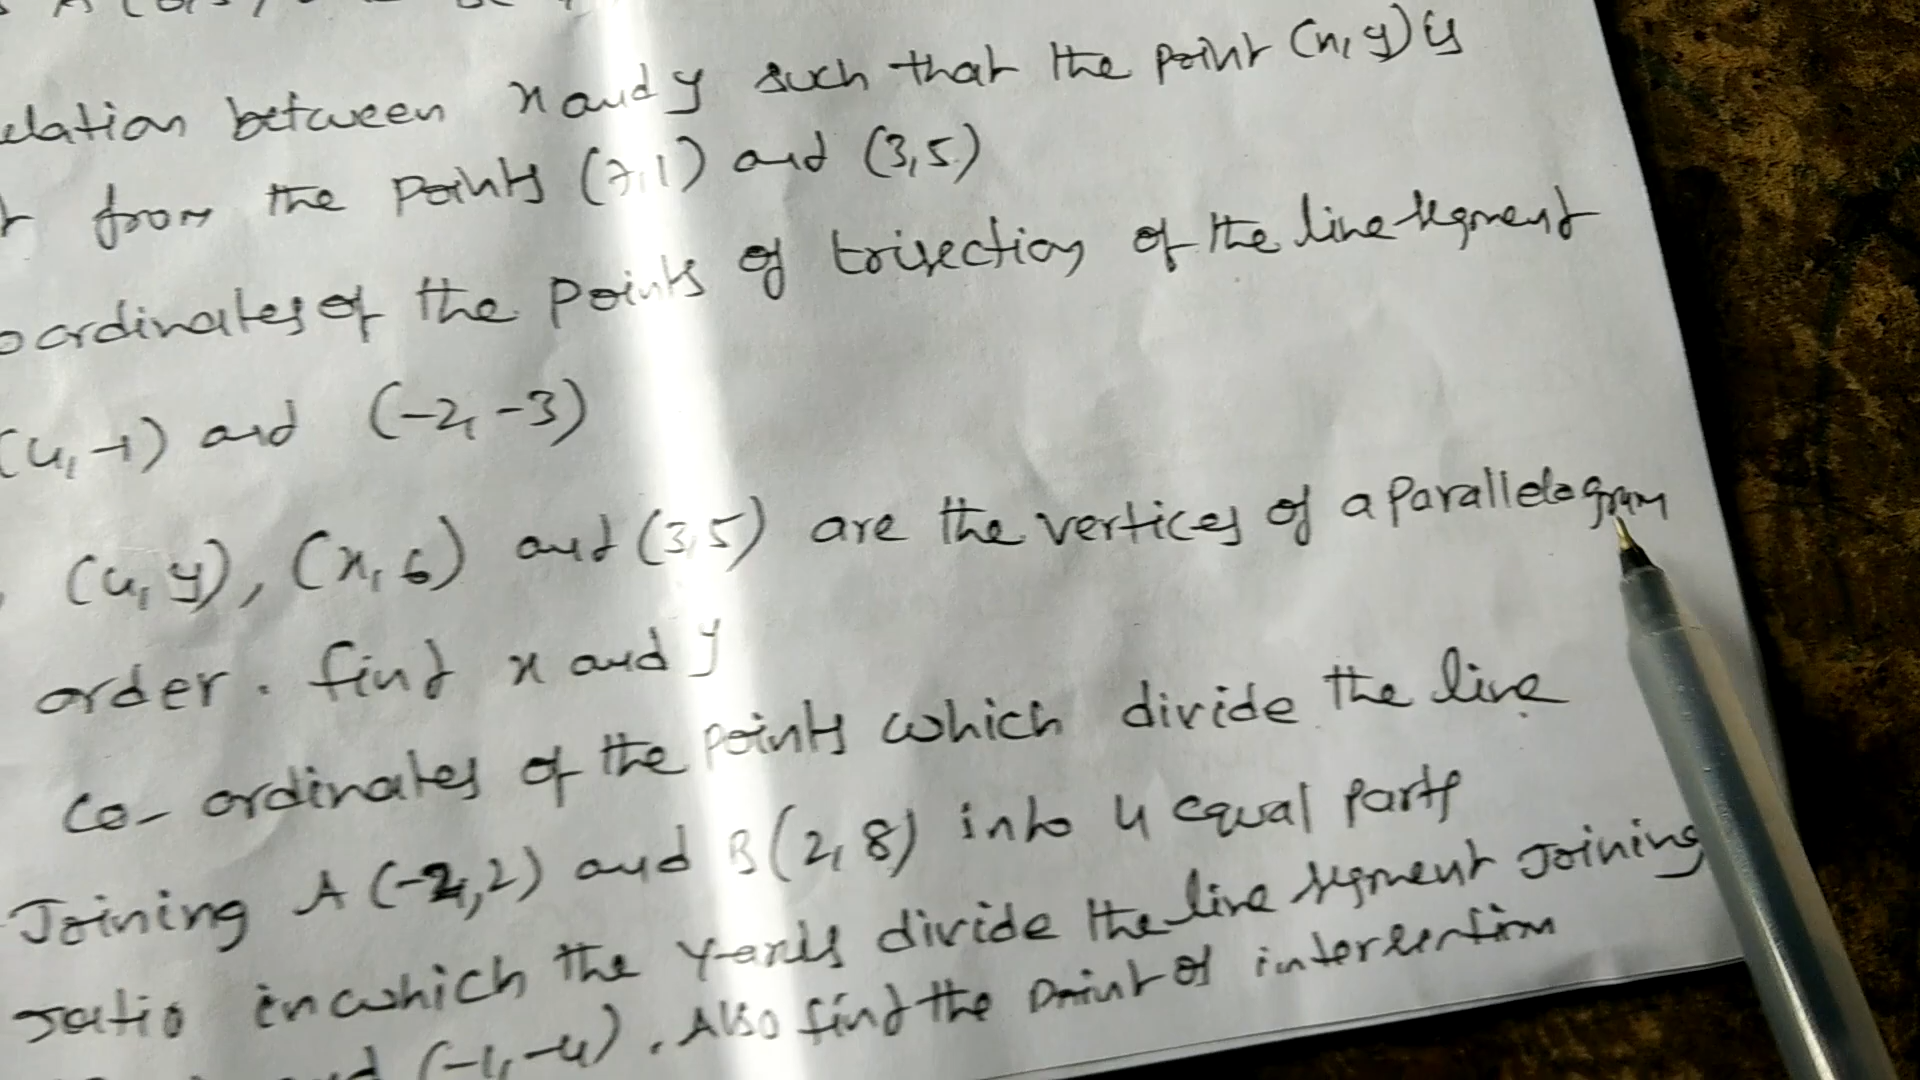 elation between x and y such that the point (x, y) is
from the points (7,1) and (3,5)
oordinates of the points of trisection of the line segment
(4,-1) and (-2,-3)
(4, y), (x, 6) and (3,5) are the vertices of a parallelogram
order. find x and y
co-ordinates of the points which divide the line
Joining A (-2,2) and B(2,8) into 4 equal parts
ratio in which the y-axis divide the line segment Joining
(-1,-4). Also find the point of intersection